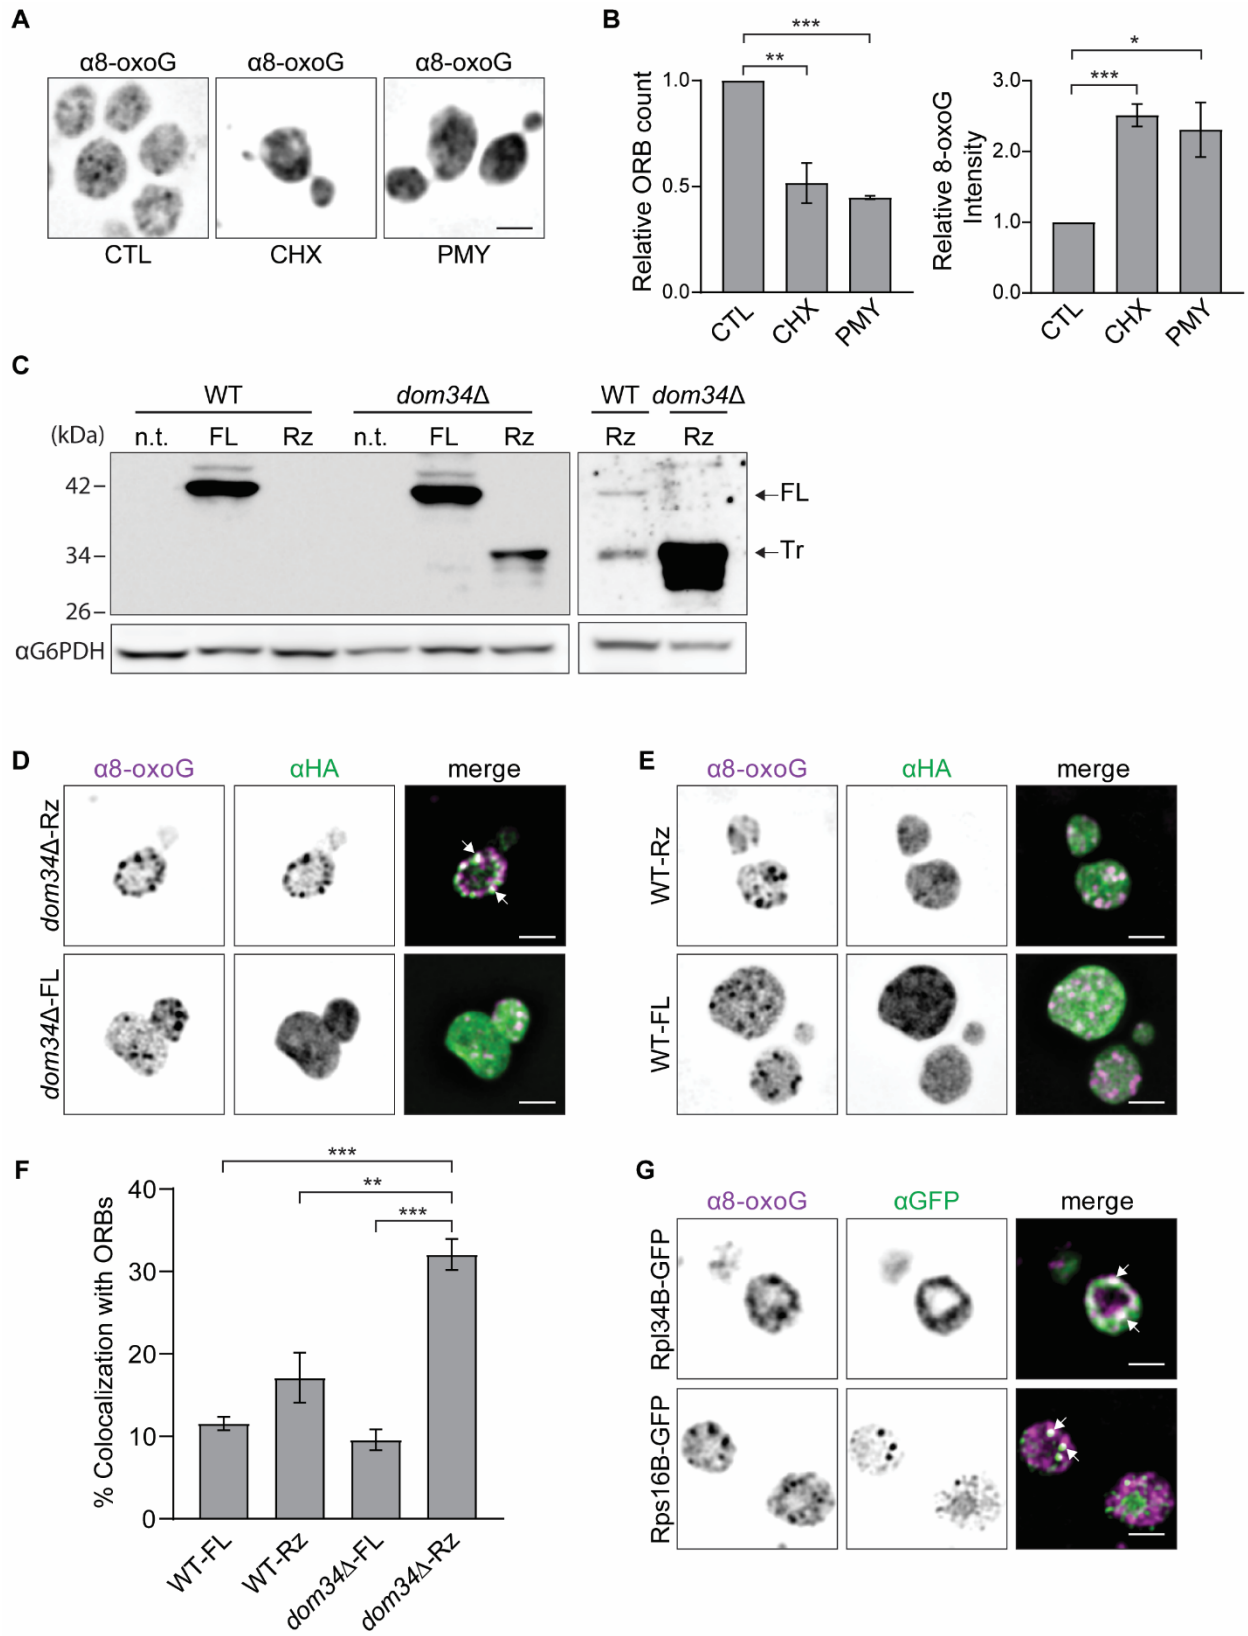 A
α8-oxoG α8-oxoG α8-oxoG
CTL CHX PMY
B
Relative ORB count
1.0
0.5
0.0
** ***
CTL CHX PMY
Relative 8-oxoG
Intensity
3.0
2.0
1.0
0.0
*** *
CTL CHX PMY
C
WT dom34Δ WT dom34Δ
(kDa) n.t. FL Rz n.t. FL Rz Rz Rz
42
34
26
FL
Tr
αG6PDH
D
α8-oxoG αHA merge
dom34Δ-Rz
dom34Δ-FL
E
α8-oxoG αHA merge
WT-Rz
WT-FL
F
% Colocalization with ORBs
40
30
20
10
0
***
**
***
WT-FL WT-Rz dom34Δ-FL dom34Δ-Rz
G
α8-oxoG αGFP merge
Rpl34B-GFP
Rps16B-GFP